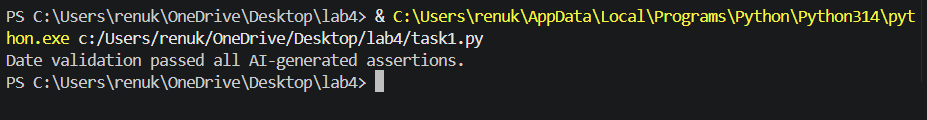 PS C:\Users\renuk\OneDrive\Desktop\lab4> & C:\Users\renuk\AppData\Local\Programs\Python\Python314\pyt
hon.exe c:/Users/renuk/OneDrive/Desktop/lab4/task1.py
Date validation passed all AI-generated assertions.
PS C:\Users\renuk\OneDrive\Desktop\lab4>